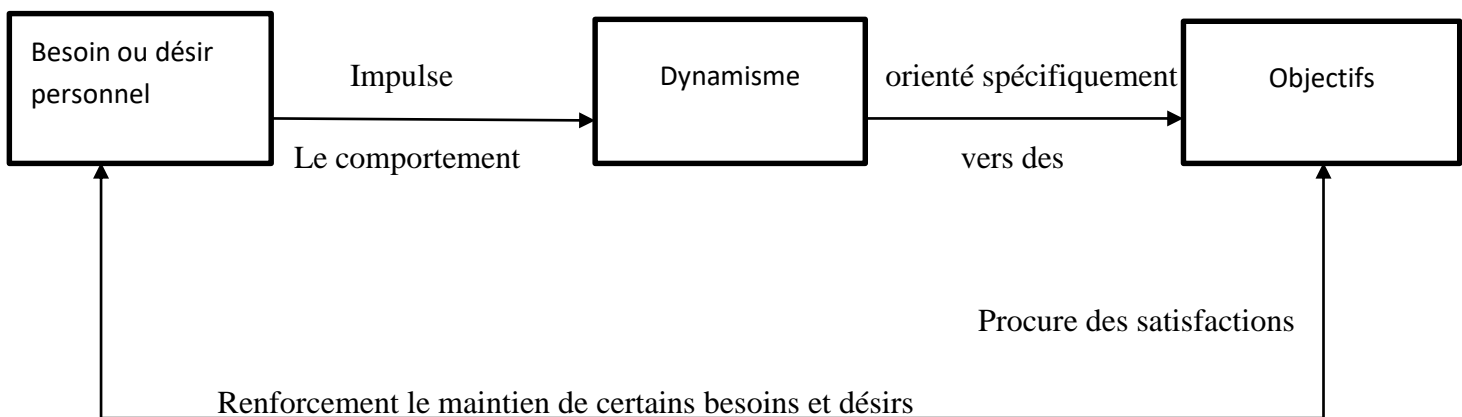 Besoin ou désir
personnel
Impulse
Le comportement
Dynamisme
orienté spécifiquement
vers des
Objectifs
Procure des satisfactions
Renforcement le maintien de certains besoins et désirs